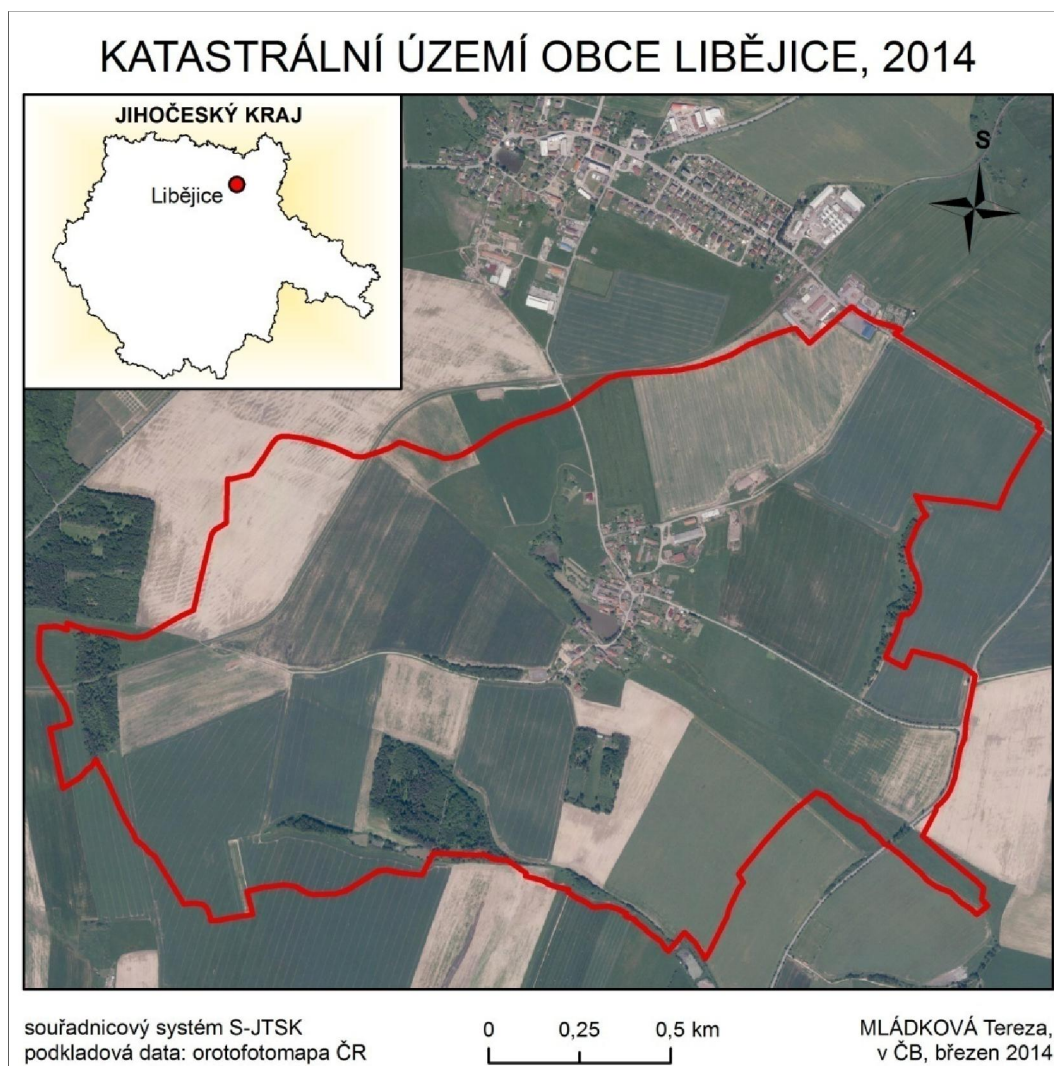 KATASTRÁLNÍ ÚZEMÍ OBCE LIBĚJICE, 2014
JIHOČESKÝ KRAJ
Libějice
S
souřadnicový systém S-JTSK
podkladová data: orotofotomapa ČR
0 0,25 0,5 km
MLÁDKOVÁ Tereza,
v ČB, březen 2014